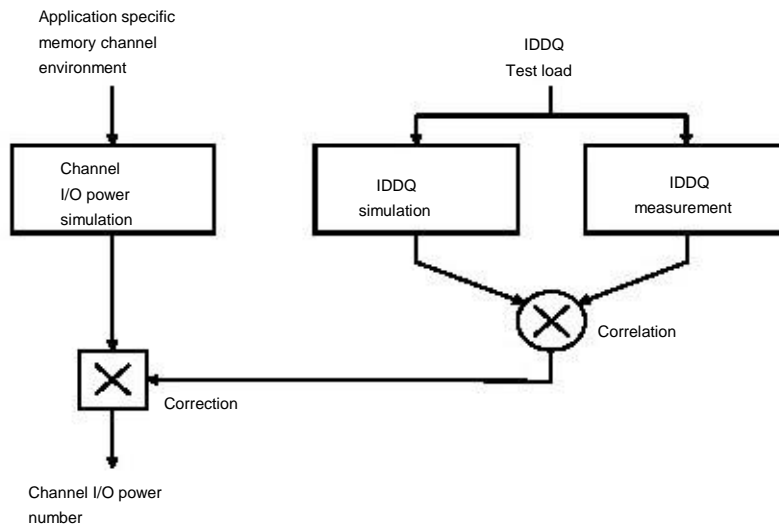 Application specific
memory channel
environment
IDDQ
Test load
Channel
I/O power
simulation
IDDQ
simulation
IDDQ
measurement
Correlation
Correction
Channel I/O power
number